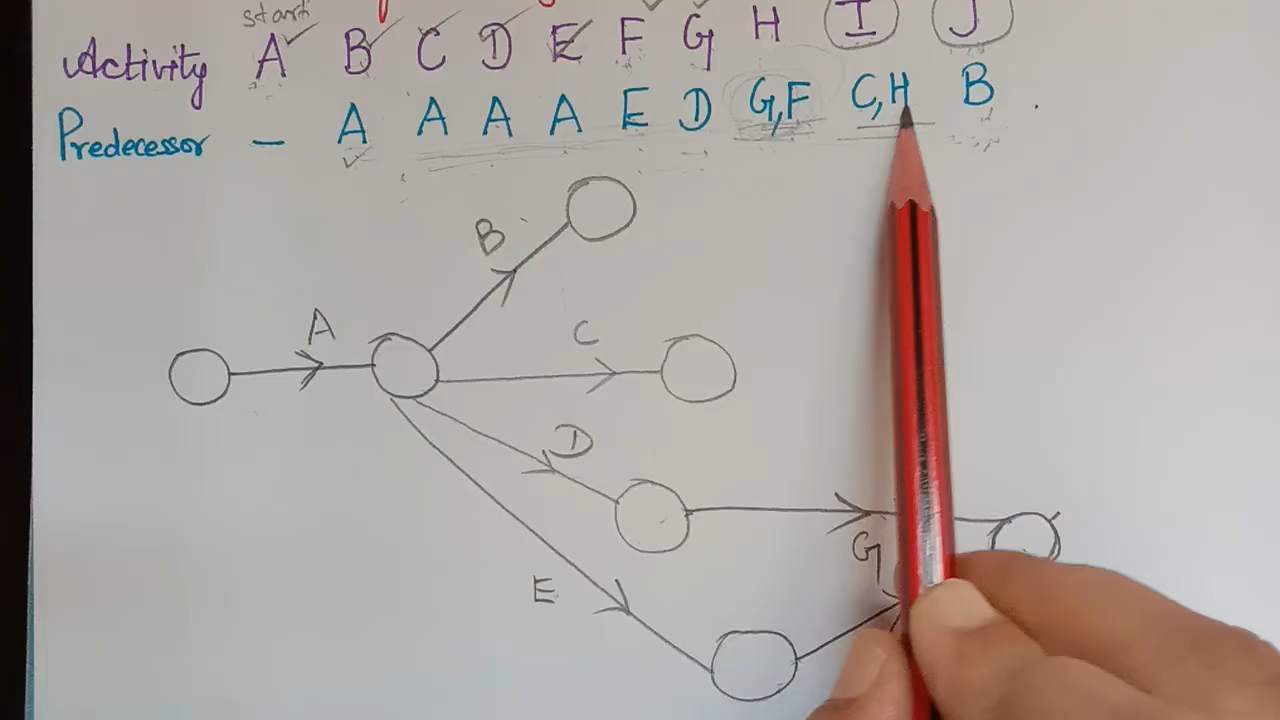 start
Activity A B C D E F G H I J
Predecessor - A A A A E D G,F C,H B
B
A
C
D
G
E